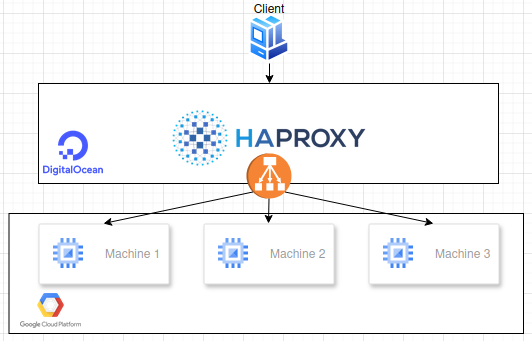 Client
HAPROXY
DigitalOcean
Machine 1
Machine 2
Machine 3
Google Cloud Platform